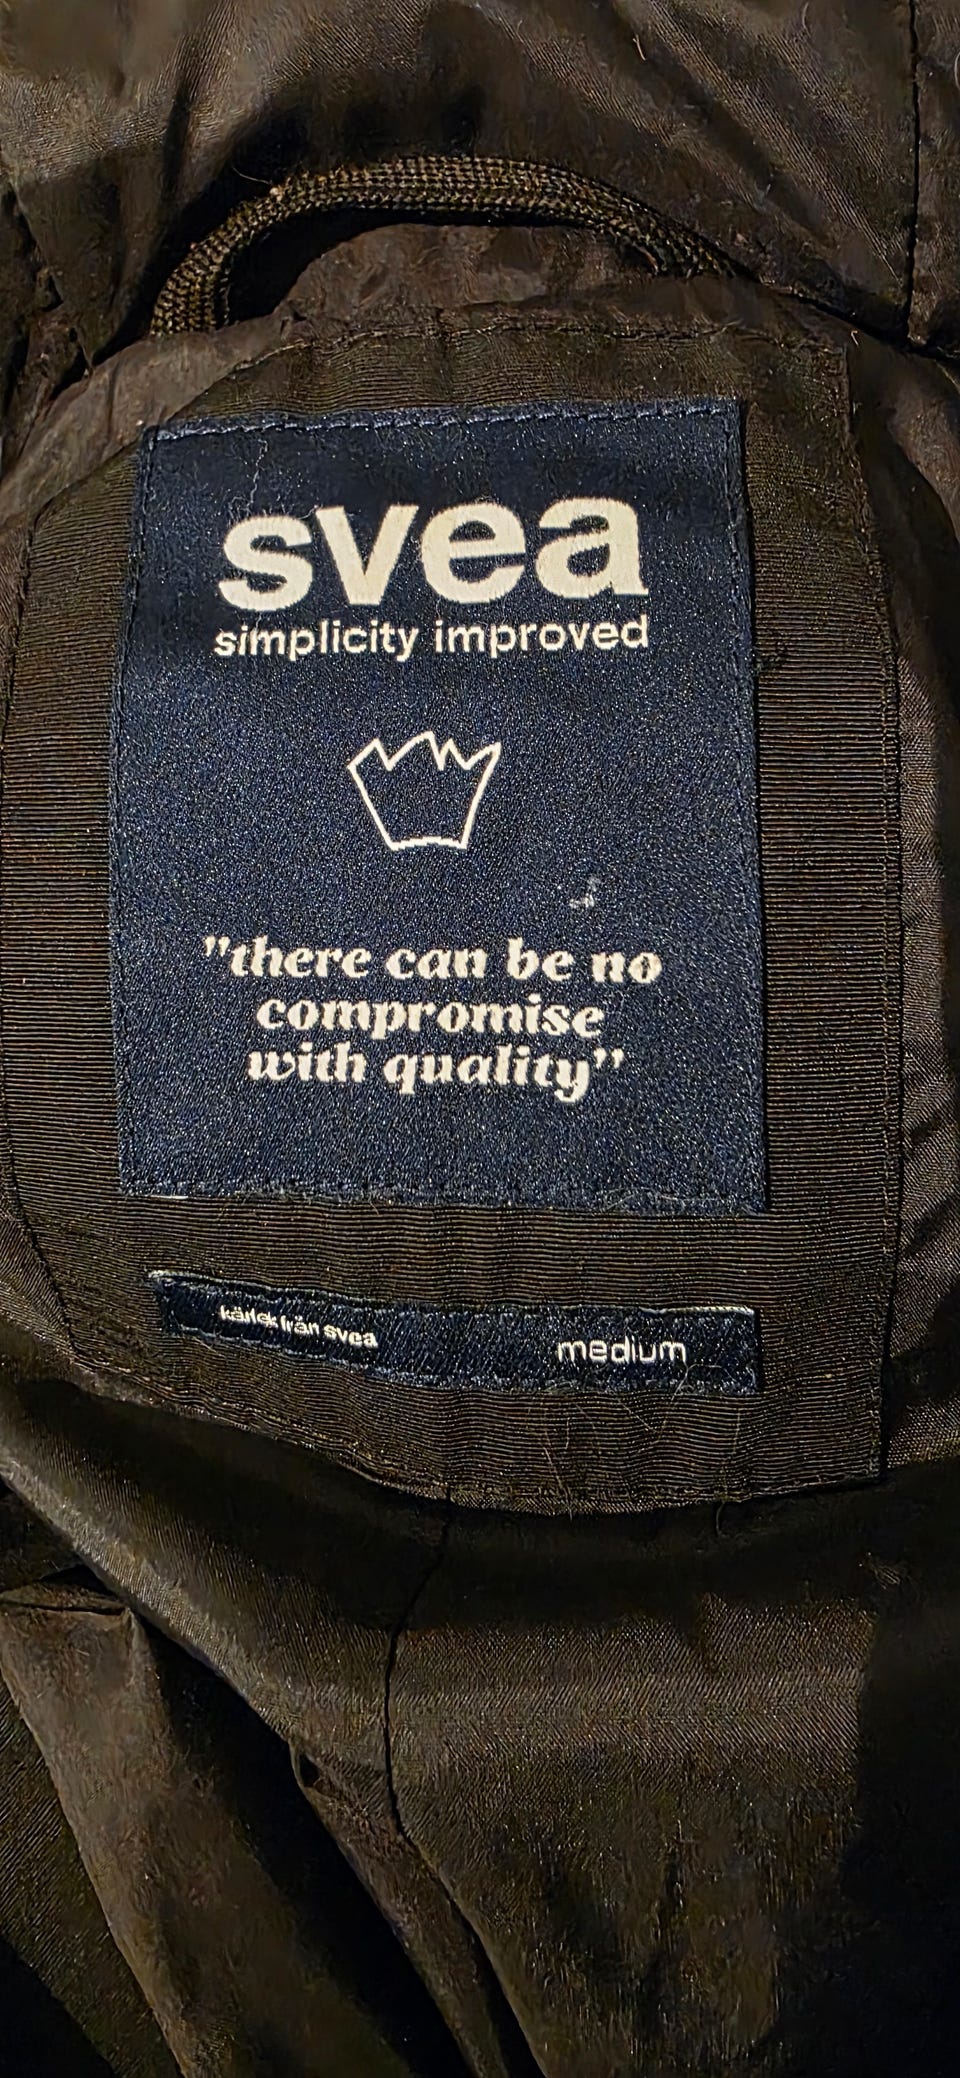 svea
simplicity improved
"there can be no
compromise
with quality"
kärlek från svea
medium